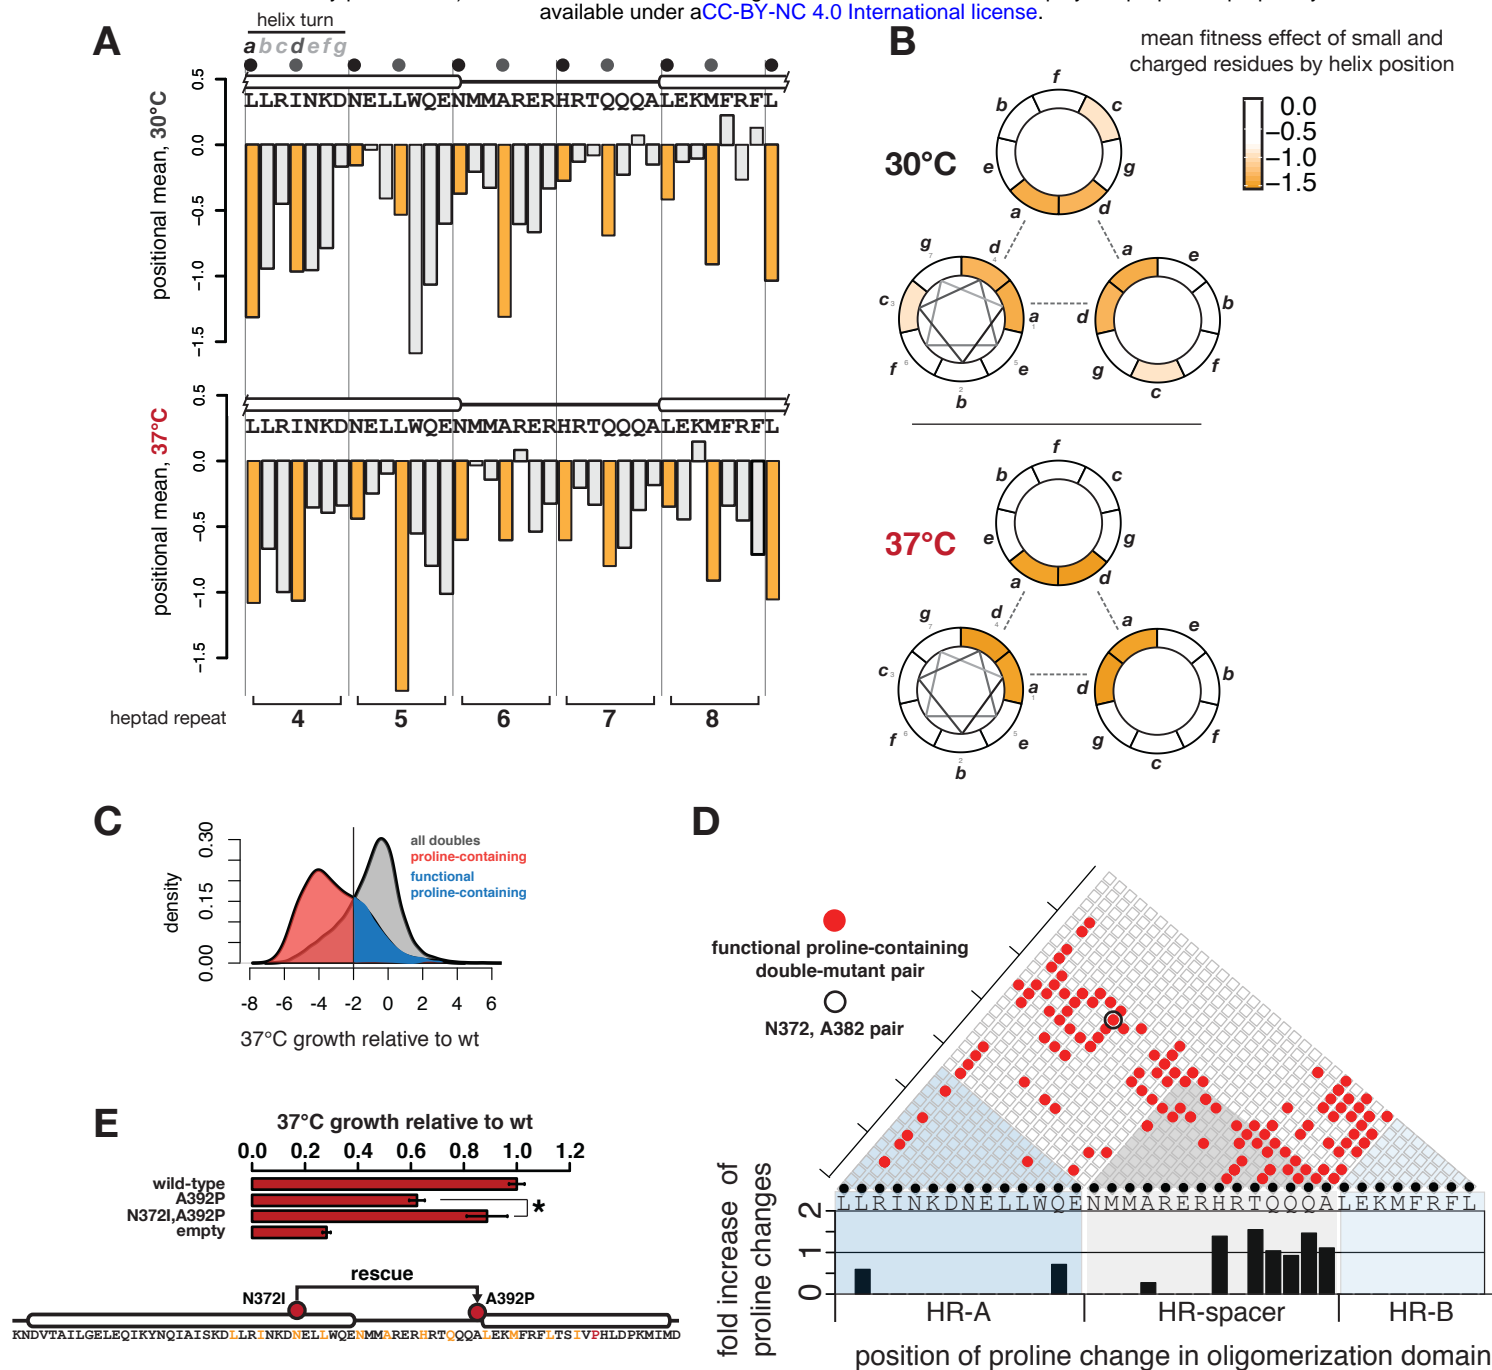 available under aCC-BY-NC 4.0 International license.
A
helix turn
abcdefg
positional mean, 30°C
0.5
0.0
−0.5
−1.0
−1.5
LLRINKDNELLWQENMMARERHRTQQQALEKMFRFL
positional mean, 37°C
0.5
0.0
−0.5
−1.0
−1.5
LLRINKDNELLWQENMMARERHRTQQQALEKMFRFL
heptad repeat
4
5
6
7
8
B
mean fitness effect of small and
charged residues by helix position
0.0
−0.5
−1.0
−1.5
30°C
f
b
c
e
g
a
d
g
d
c
a
f
e
b
a
e
d
b
g
f
c
37°C
f
b
c
e
g
a
d
g
d
c
a
f
e
b
a
e
d
b
g
f
c
C
density
0.30
0.15
0.00
all doubles
proline-containing
functional
proline-containing
-8 -6 -4 -2 0 2 4 6
37°C growth relative to wt
D
functional proline-containing
double-mutant pair
N372, A382 pair
LLRINKDNELLWQENMMARERHRTQQQALEKMFRFL
fold increase of
proline changes
2
1
0
HR-A
HR-spacer
HR-B
position of proline change in oligomerization domain
E
37°C growth relative to wt
0.0 0.2 0.4 0.6 0.8 1.0 1.2
wild-type
A392P
N372I,A392P
empty
*
rescue
N372I
A392P
KNDVTAILGELEQIKYNQIAISKDLLRINKDNELLWQENMMARERHRTQQQALEKMFRFLTSIVPHLDPKMIMD